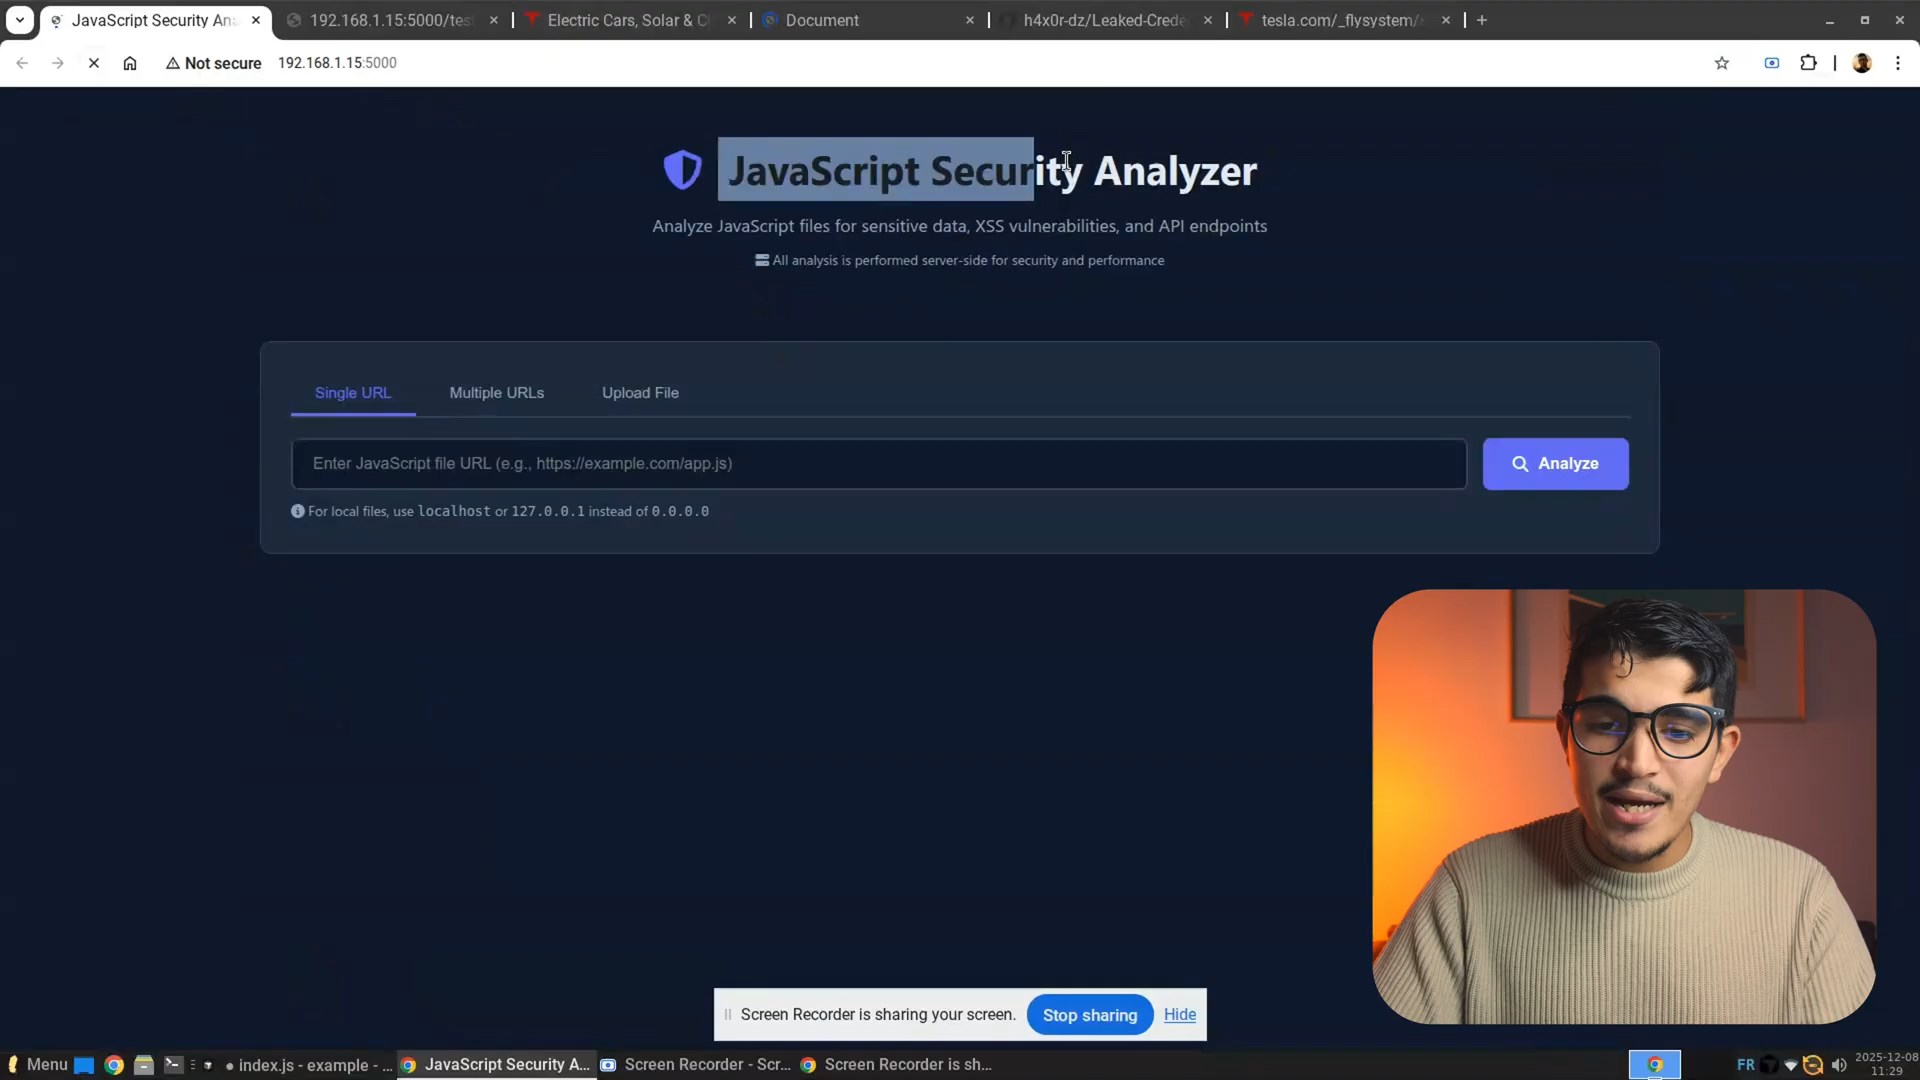 JavaScript Security Ana
192.168.1.15:5000/tes
Electric Cars, Solar & Cl
Document
h4x0r-dz/Leaked-Crede
tesla.com/_flysystem/
Not secure
192.168.1.15:5000
JavaScript Security Analyzer
Analyze JavaScript files for sensitive data, XSS vulnerabilities, and API endpoints
All analysis is performed server-side for security and performance
Single URL
Multiple URLs
Upload File
Enter JavaScript file URL (e.g., https://example.com/app.js)
Analyze
For local files, use localhost or 127.0.0.1 instead of 0.0.0.0
Screen Recorder is sharing your screen.
Stop sharing
Hide
Menu
index.js - example - ...
JavaScript Security A...
Screen Recorder - Scr...
Screen Recorder is sh...
FR
2025-12-08
11:29